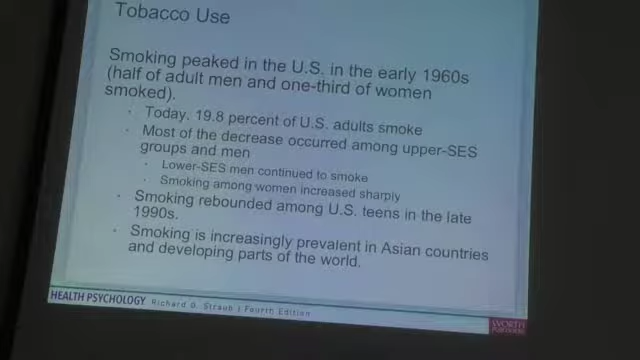 Tobacco Use
Smoking peaked in the U.S. in the early 1960s
(half of adult men and one-third of women
smoked).
· Today, 19.8 percent of U.S. adults smoke
· Most of the decrease occurred among upper-SES
groups and men
· Lower-SES men continued to smoke
· Smoking among women increased sharply
· Smoking rebounded among U.S. teens in the late
1990s.
· Smoking is increasingly prevalent in Asian countries
and developing parts of the world.
HEALTH PSYCHOLOGY Richard O. Straub | Fourth Edition
WORTH